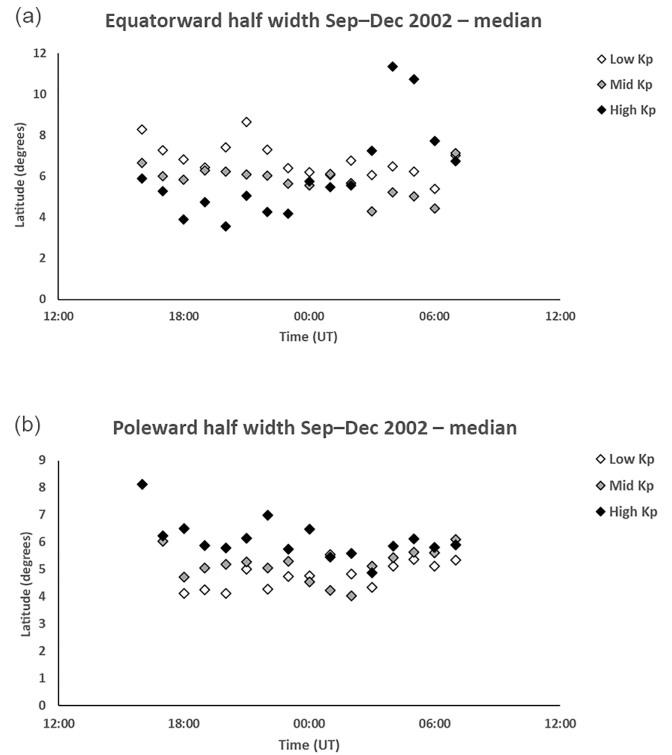 (a)
Equatorward half width Sep–Dec 2002 – median
12
10
8
6
4
2
0
Latitude (degrees)
12:00 18:00 00:00 06:00 12:00
Time (UT)
Low Kp
Mid Kp
High Kp
(b)
Poleward half width Sep–Dec 2002 – median
9
8
7
6
5
4
3
2
1
0
Latitude (degrees)
12:00 18:00 00:00 06:00 12:00
Time (UT)
Low Kp
Mid Kp
High Kp